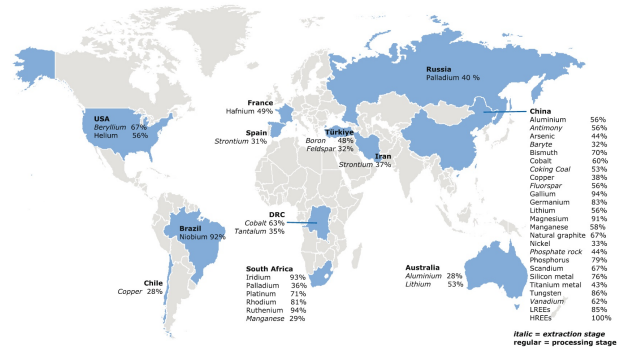 Russia
Palladium 40 %
France
Hafnium 49%
USA
Beryllium 67%
Helium 56%
Spain
Strontium 31%
Türkiye
Boron 48%
Feldspar 32%
Iran
Strontium 37%
China
Aluminium 56%
Antimony 56%
Arsenic 44%
Baryte 32%
Bismuth 70%
Cobalt 60%
Coking Coal 53%
Copper 38%
Fluorspar 56%
Gallium 94%
Germanium 83%
Lithium 56%
Magnesium 91%
Manganese 58%
Natural graphite 67%
Nickel 33%
Phosphate rock 44%
Phosphorus 79%
Scandium 67%
Silicon metal 76%
Titanium metal 43%
Tungsten 86%
Vanadium 62%
LREEs 85%
HREEs 100%
DRC
Cobalt 63%
Tantalum 35%
Brazil
Niobium 92%
Chile
Copper 28%
South Africa
Iridium 93%
Palladium 36%
Platinum 71%
Rhodium 81%
Ruthenium 94%
Manganese 29%
Australia
Aluminium 28%
Lithium 53%
italic = extraction stage
regular = processing stage